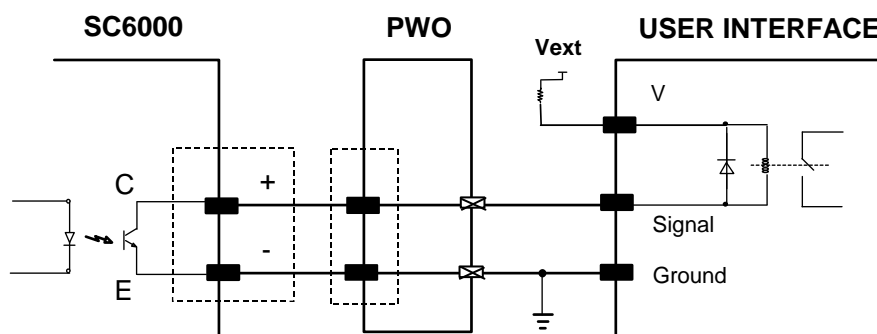 SC6000
PWO
USER INTERFACE
Vext
V
C
+
Signal
-
E
Ground